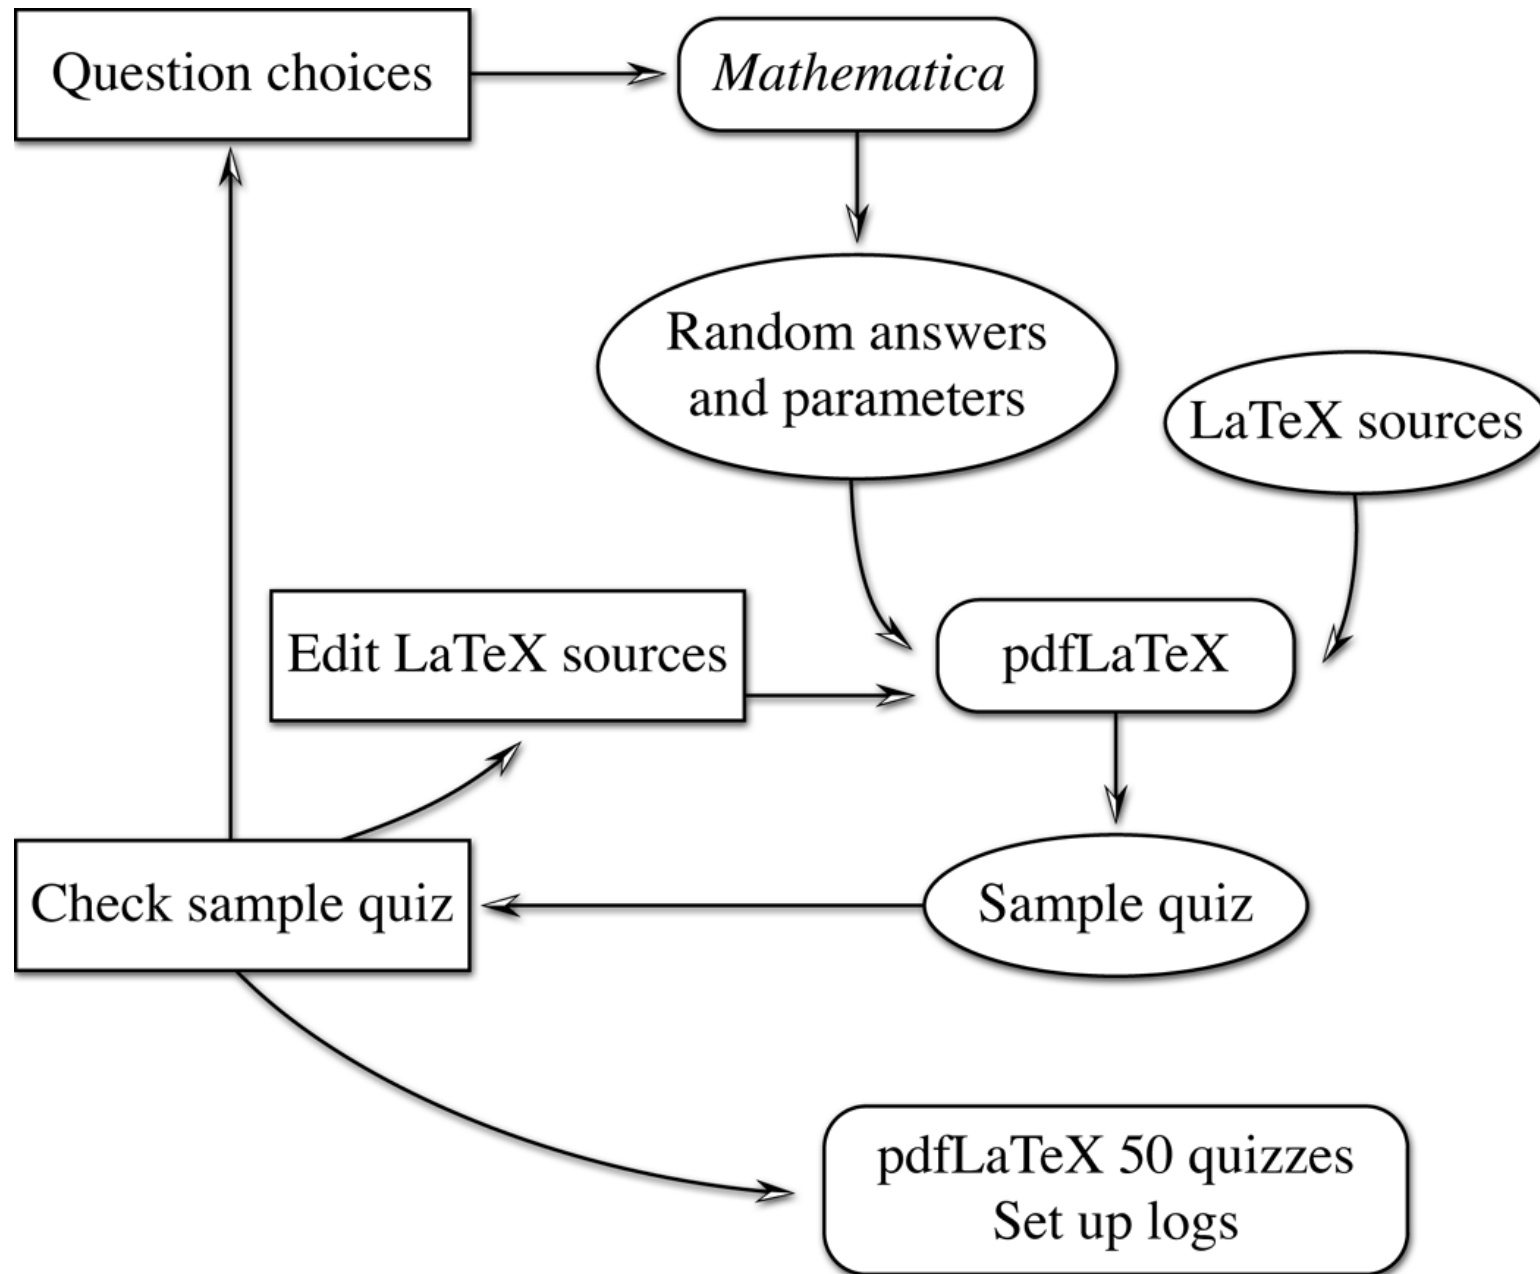 Question choices
Mathematica
Random answers
and parameters
LaTeX sources
Edit LaTeX sources
pdfLaTeX
Check sample quiz
Sample quiz
pdfLaTeX 50 quizzes
Set up logs